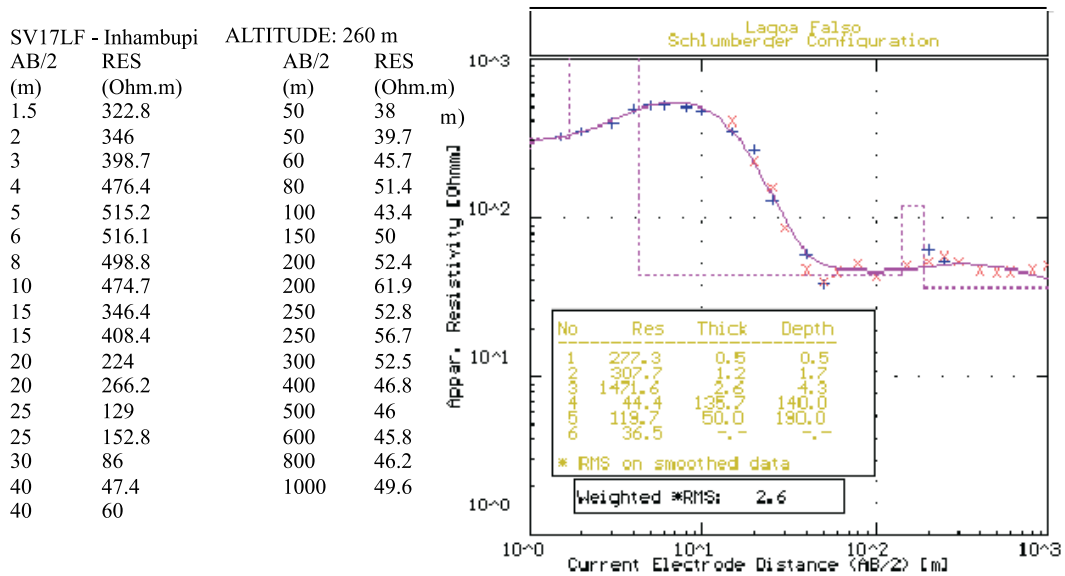 SV17LF - Inhambupi ALTITUDE: 260 m
AB/2 RES AB/2 RES
(m) (Ohm.m) (m) (Ohm.m)
1.5 322.8 50 38
2 346 50 39.7
3 398.7 60 45.7
4 476.4 80 51.4
5 515.2 100 43.4
6 516.1 150 50
8 498.8 200 52.4
10 474.7 200 61.9
15 346.4 250 52.8
15 408.4 250 56.7
20 224 300 52.5
20 266.2 400 46.8
25 129 500 46
25 152.8 600 45.8
30 86 800 46.2
40 47.4 1000 49.6
40 60
m)
Lagoa Falso
Schlumberger Configuration
Appar. Resistivity [Ohmm]
10^3
10^2
10^1
10^0
No Res Thick Depth
1 277.3 0.5 0.5
2 307.7 1.2 1.7
3 1471.6 2.6 4.3
4 44.4 135.7 140.0
5 119.7 50.0 190.0
6 36.5 -.- -.-
* RMS on smoothed data
Weighted *RMS: 2.6
10^0 10^1 10^2 10^3
Current Electrode Distance (AB/2) [m]